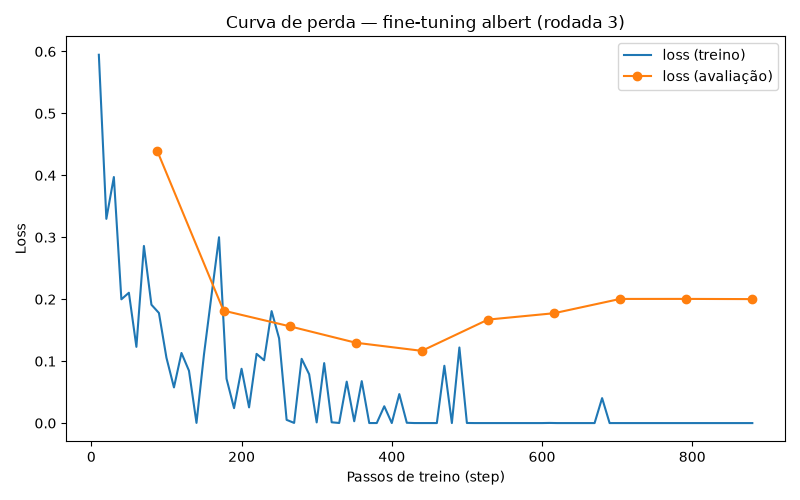 Curva de perda — fine-tuning albert (rodada 3)
loss (treino)
loss (avaliação)
Loss
0.6
0.5
0.4
0.3
0.2
0.1
0.0
0 200 400 600 800
Passos de treino (step)